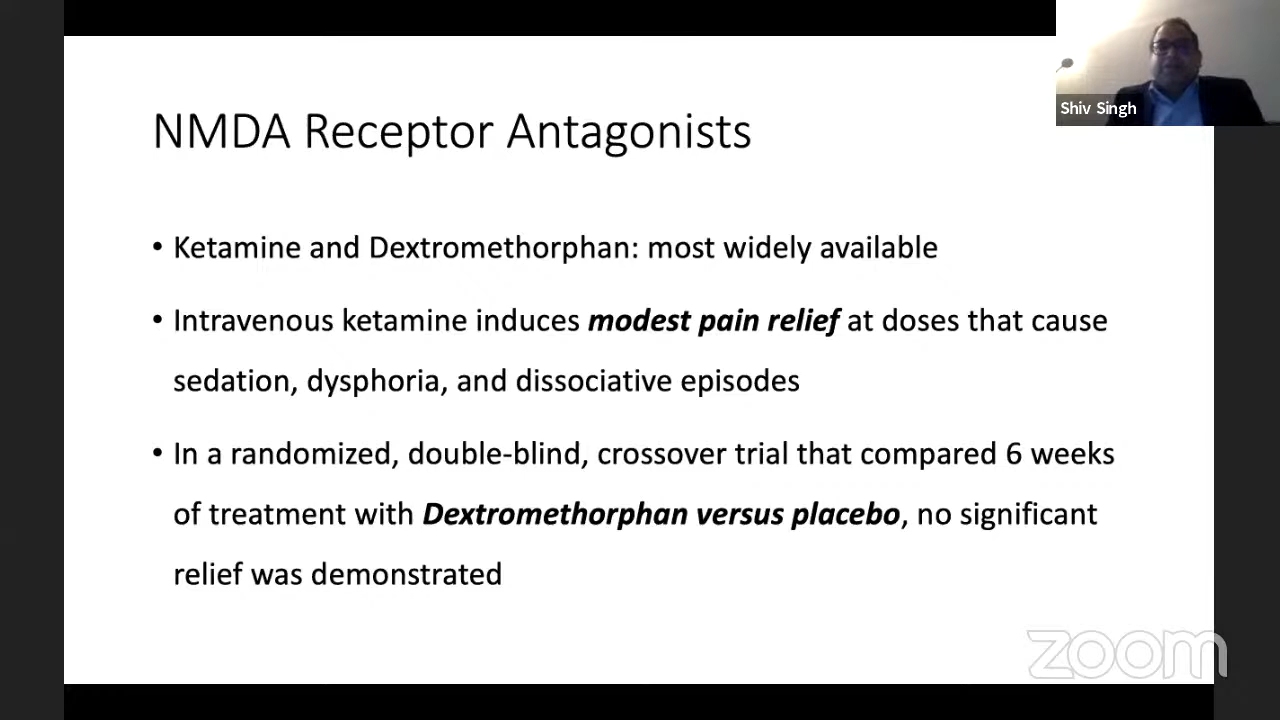 Shiv Singh
NMDA Receptor Antagonists
• Ketamine and Dextromethorphan: most widely available
• Intravenous ketamine induces modest pain relief at doses that cause
sedation, dysphoria, and dissociative episodes
• In a randomized, double-blind, crossover trial that compared 6 weeks
of treatment with Dextromethorphan versus placebo, no significant
relief was demonstrated
zoom